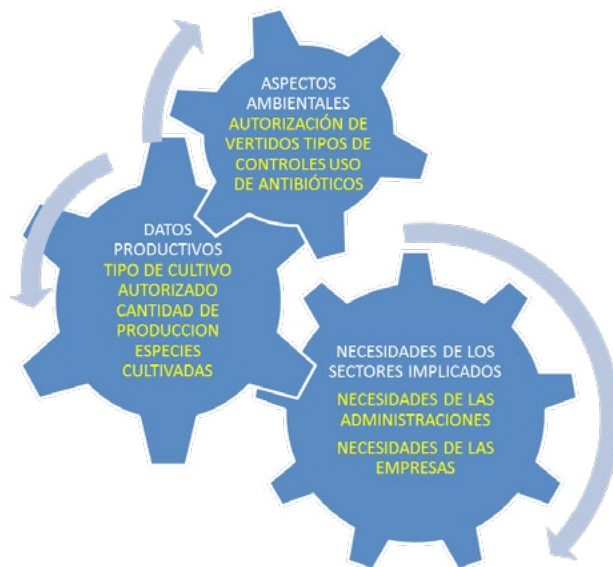 ASPECTOS
AMBIENTALES
AUTORIZACIÓN DE
VERTIDOS TIPOS DE
CONTROLES USO
DE ANTIBIÓTICOS
DATOS
PRODUCTIVOS
TIPO DE CULTIVO
AUTORIZADO
CANTIDAD DE
PRODUCCION
ESPECIES
CULTIVADAS
NECESIDADES DE LOS
SECTORES IMPLICADOS
NECESIDADES DE LAS
ADMINISTRACIONES
NECESIDADES DE LAS
EMPRESAS